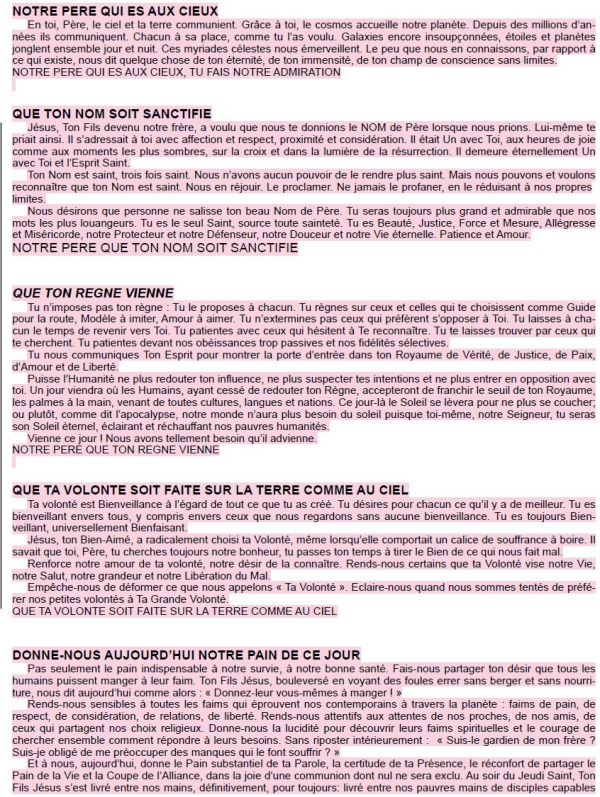 NOTRE PERE QUI ES AUX CIEUX
En toi, Père, le ciel et la terre communient. Grâce à toi, le cosmos accueille notre planète. Depuis des millions d'an-
nées ils communiquent. Chacun à sa place, comme tu l'as voulu. Galaxies encore insoupçonnées, étoiles et planètes
jonglent ensemble jour et nuit. Ces myriades célestes nous émerveillent. Le peu que nous en connaissons, par rapport à
ce qui existe, nous dit quelque chose de ton éternité, de ton immensité, de ton champ de conscience sans limites.
NOTRE PERE QUI ES AUX CIEUX, TU FAIS NOTRE ADMIRATION
QUE TON NOM SOIT SANCTIFIE
Jésus, Ton Fils devenu notre frère, a voulu que nous te donnions le NOM de Père lorsque nous prions. Lui-même te
priait ainsi. Il s'adressait à toi avec affection et respect, proximité et considération. Il était Un avec Toi, aux heures de joie
comme aux moments les plus sombres, sur la croix et dans la lumière de la résurrection. Il demeure éternellement Un
avec Toi et l'Esprit Saint.
Ton Nom est saint, trois fois saint. Nous n'avons aucun pouvoir de le rendre plus saint. Mais nous pouvons et voulons
reconnaître que ton Nom est saint. Nous en réjouir. Le proclamer. Ne jamais le profaner, en le réduisant à nos propres
limites.
Nous désirons que personne ne salisse ton beau Nom de Père. Tu seras toujours plus grand et admirable que nos
mots les plus louangeurs. Tu es le seul Saint, source toute sainteté. Tu es Beauté, Justice, Force et Mesure, Allégresse
et Miséricorde, notre Protecteur et notre Défenseur, notre Douceur et notre Vie éternelle. Patience et Amour.
NOTRE PERE QUE TON NOM SOIT SANCTIFIE
QUE TON REGNE VIENNE
Tu n'imposes pas ton règne : Tu le proposes à chacun. Tu règnes sur ceux et celles qui te choisissent comme Guide
pour la route, Modèle à imiter, Amour à aimer. Tu n'extermines pas ceux qui préfèrent s'opposer à Toi. Tu laisses à cha-
cun le temps de revenir vers Toi. Tu patientes avec ceux qui hésitent à Te reconnaître. Tu te laisses trouver par ceux qui
te cherchent. Tu patientes devant nos obéissances trop passives et nos fidélités sélectives.
Tu nous communiques Ton Esprit pour montrer la porte d'entrée dans ton Royaume de Vérité, de Justice, de Paix,
d'Amour et de Liberté.
Puisse l'Humanité ne plus redouter ton influence, ne plus suspecter tes intentions et ne plus entrer en opposition avec
toi. Un jour viendra où les Humains, ayant cessé de redouter ton Règne, accepteront de franchir le seuil de ton Royaume,
les palmes à la main, venant de toutes cultures, langues et nations. Ce jour-là le Soleil se lèvera pour ne plus se coucher;
ou plutôt, comme dit l'apocalypse, notre monde n'aura plus besoin du soleil puisque toi-même, notre Seigneur, tu seras
son Soleil éternel, éclairant et réchauffant nos pauvres humanités.
Vienne ce jour ! Nous avons tellement besoin qu'il advienne.
NOTRE PERE QUE TON REGNE VIENNE
QUE TA VOLONTE SOIT FAITE SUR LA TERRE COMME AU CIEL
Ta volonté est Bienveillance à l'égard de tout ce que tu as créé. Tu désires pour chacun ce qu'il y a de meilleur. Tu es
bienveillant envers tous, y compris envers ceux que nous regardons sans aucune bienveillance. Tu es toujours Bien-
veillant, universellement Bienfaisant.
Jésus, ton Bien-Aimé, a radicalement choisi ta Volonté, même lorsqu'elle comportait un calice de souffrance à boire. Il
savait que toi, Père, tu cherches toujours notre bonheur, tu passes ton temps à tirer le Bien de ce qui nous fait mal.
Renforce notre amour de ta volonté, notre désir de la connaître. Rends-nous certains que ta Volonté vise notre Vie,
notre Salut, notre grandeur et notre Libération du Mal.
Empêche-nous de déformer ce que nous appelons « Ta Volonté ». Eclaire-nous quand nous sommes tentés de préfé-
rer nos petites volontés à Ta Grande Volonté.
QUE TA VOLONTE SOIT FAITE SUR LA TERRE COMME AU CIEL
DONNE-NOUS AUJOURD'HUI NOTRE PAIN DE CE JOUR
Pas seulement le pain indispensable à notre survie, à notre bonne santé. Fais-nous partager ton désir que tous les
humains puissent manger à leur faim. Ton Fils Jésus, bouleversé en voyant des foules errer sans berger et sans nourri-
ture, nous dit aujourd'hui comme alors : « Donnez-leur vous-mêmes à manger ! »
Rends-nous sensibles à toutes les faims qui éprouvent nos contemporains à travers la planète : faims de pain, de
respect, de considération, de relations, de liberté. Rends-nous attentifs aux attentes de nos proches, de nos amis, de
ceux qui partagent nos choix religieux. Donne-nous la lucidité pour découvrir leurs faims spirituelles et le courage de
chercher ensemble comment répondre à leurs besoins. Sans riposter intérieurement : « Suis-le gardien de mon frère ?
Suis-je obligé de me préoccuper des manques qui le font souffrir ? »
Et à nous, aujourd'hui, donne le Pain substantiel de ta Parole, la certitude de ta Présence, le réconfort de partager le
Pain de la Vie et la Coupe de l'Alliance, dans la joie d'une communion dont nul ne sera exclu. Au soir du Jeudi Saint, Ton
Fils Jésus s'est livré entre nos mains, définitivement, pour toujours: livré entre nos pauvres mains de disciples capables